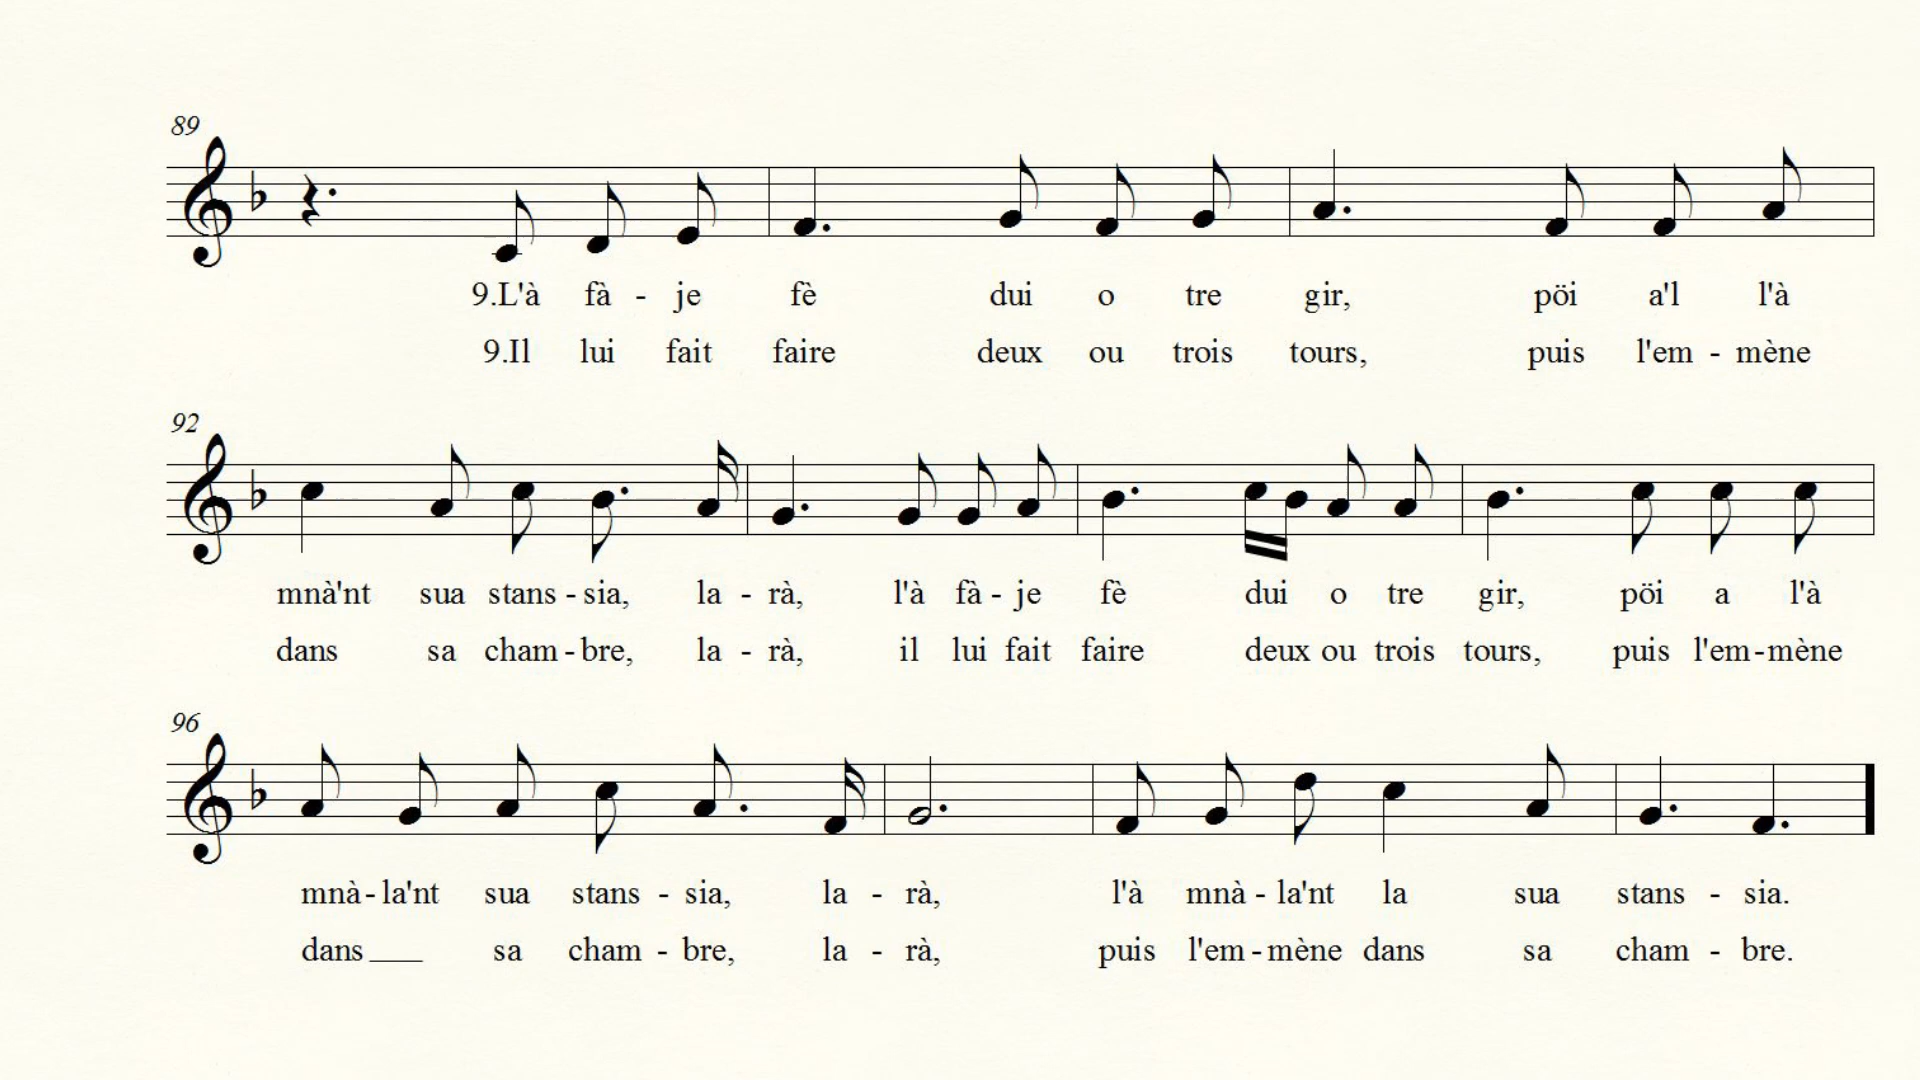 89
9.L'à fà - je fè dui o tre gir, pöi a'l l'à
9.Il lui fait faire deux ou trois tours, puis l'em - mène
92
mnà'nt sua stans - sia, la - rà, l'à fà - je fè dui o tre gir, pöi a l'à
dans sa cham - bre, la - rà, il lui fait faire deux ou trois tours, puis l'em - mène
96
mnà - la'nt sua stans - sia, la - rà, l'à mnà - la'nt la sua stans - sia.
dans ___ sa cham - bre, la - rà, puis l'em - mène dans sa cham - bre.